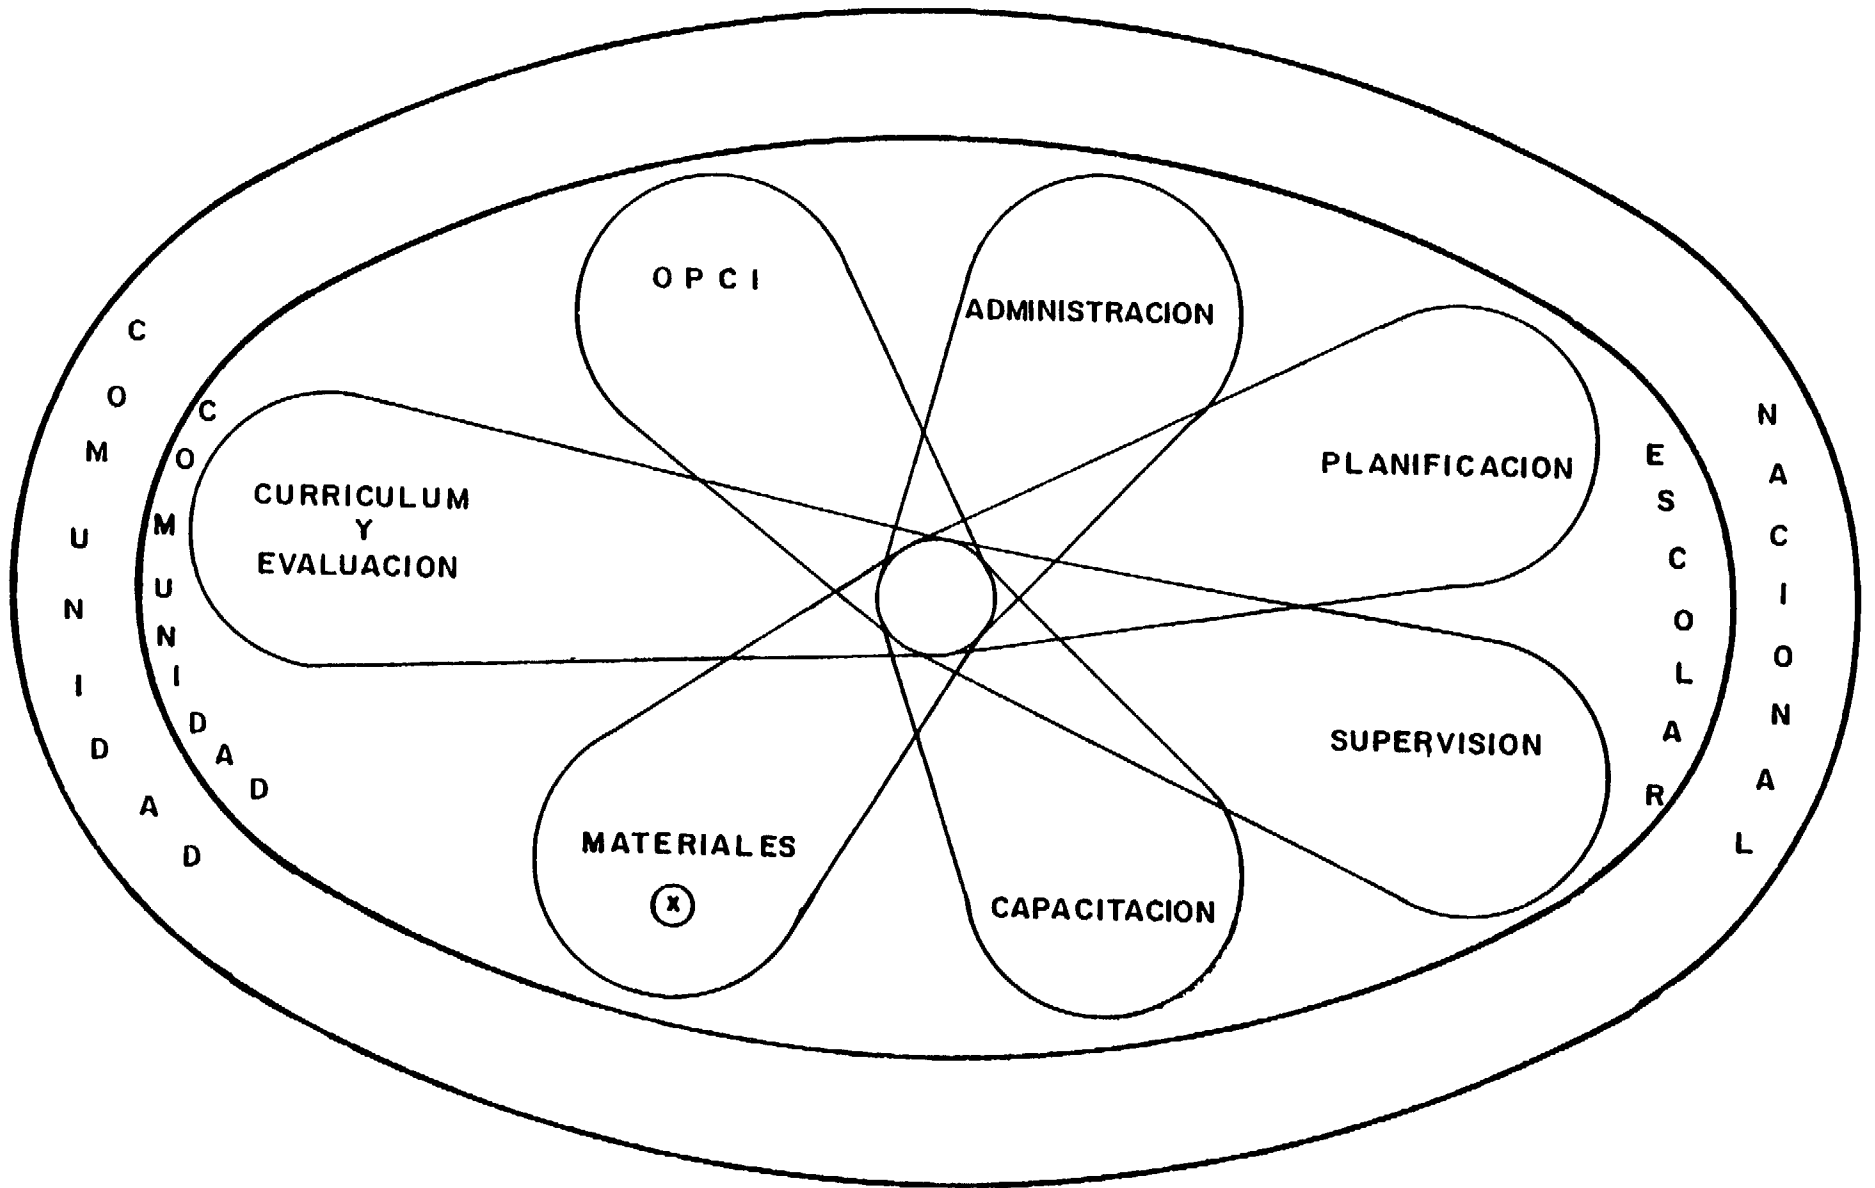 COMUNIDAD NACIONAL
COMUNIDAD ESCOLAR
OPCI
ADMINISTRACION
PLANIFICACION
CURRICULUM
Y
EVALUACION
SUPERVISION
MATERIALES
X
CAPACITACION